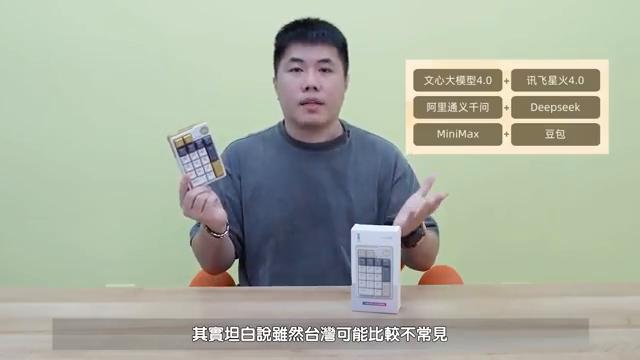 文心大模型4.0 + 讯飞星火4.0
阿里通义千问 + Deepseek
MiniMax + 豆包
其實坦白說雖然台灣可能比較不常見